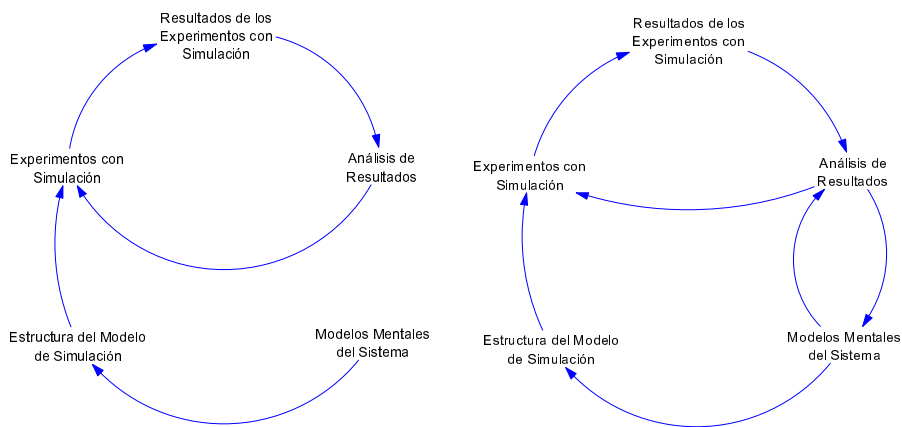 Resultados de los
Experimentos con
Simulación
Experimentos con
Simulación
Análisis de
Resultados
Estructura del Modelo
de Simulación
Modelos Mentales
del Sistema
Resultados de los
Experimentos con
Simulación
Experimentos con
Simulación
Análisis de
Resultados
Estructura del Modelo
de Simulación
Modelos Mentales
del Sistema